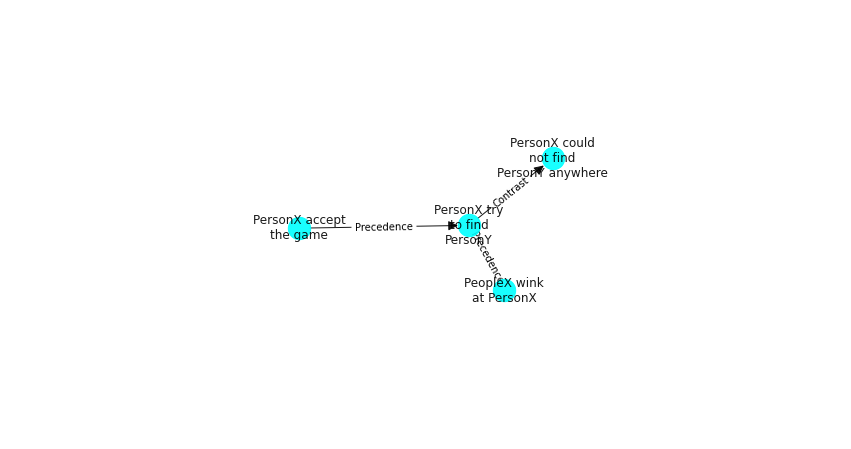 PersonX could
not find
PersonY anywhere
Contrast
PersonX try
to find
PersonY
PersonX accept
the game
Precedence
Precedence
PeopleX wink
at PersonX